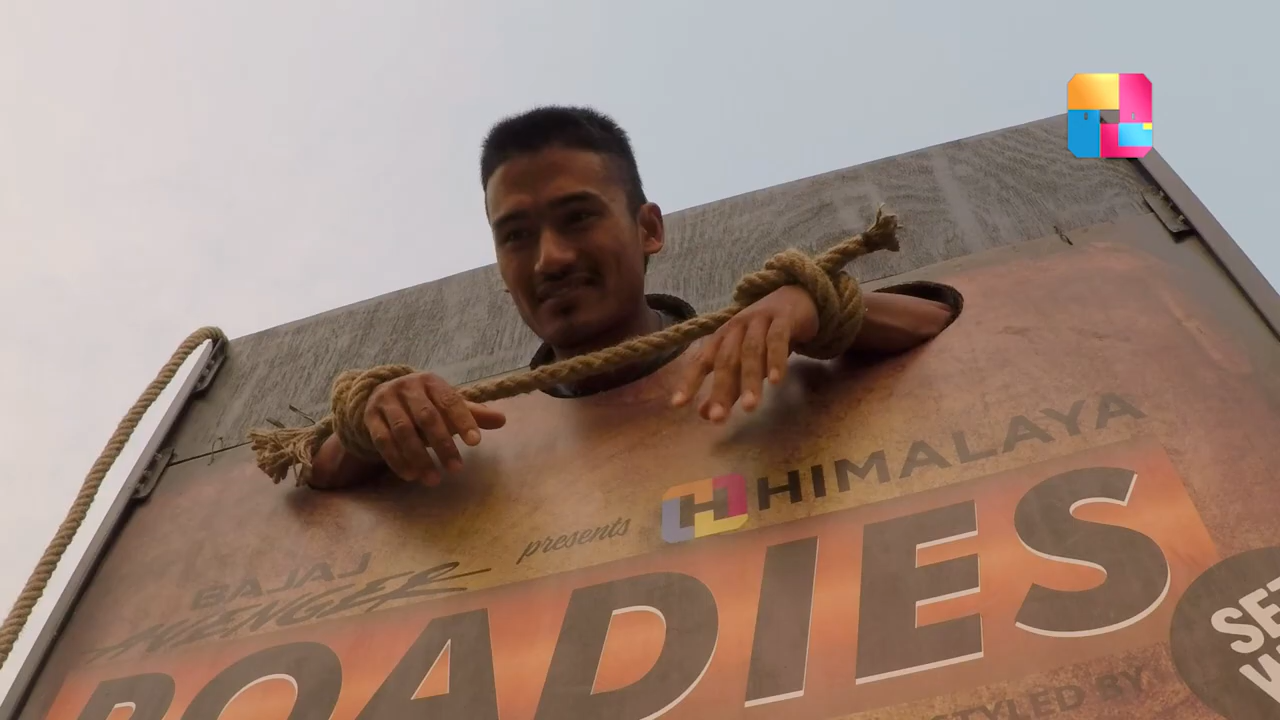 HIMALAYA
presents
BAJAJ
AVENGER
ROADIES
STYLED BY